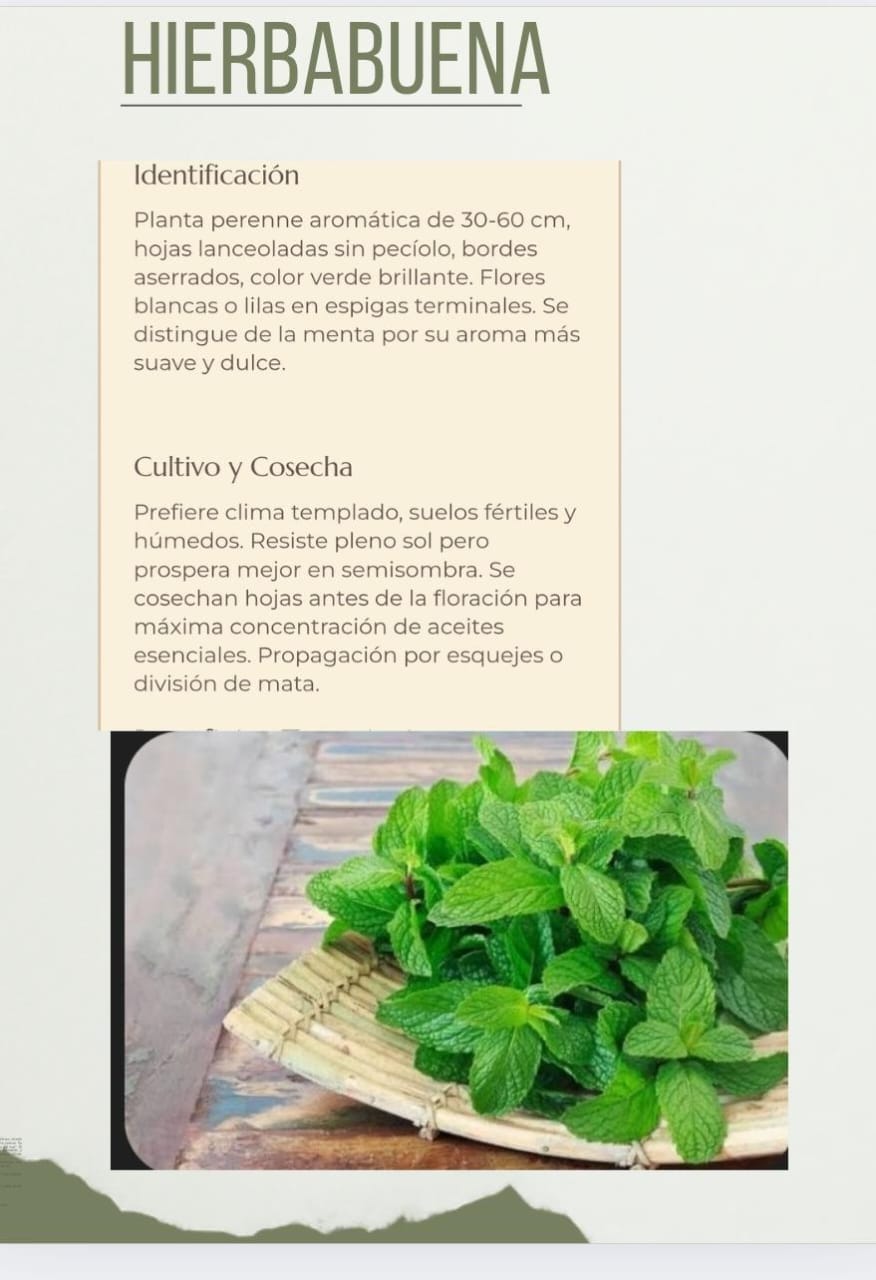 HIERBABUENA
Identificación
Planta perenne aromática de 30-60 cm,
hojas lanceoladas sin pecíolo, bordes
aserrados, color verde brillante. Flores
blancas o lilas en espigas terminales. Se
distingue de la menta por su aroma más
suave y dulce.
Cultivo y Cosecha
Prefiere clima templado, suelos fértiles y
húmedos. Resiste pleno sol pero
prospera mejor en semisombra. Se
cosechan hojas antes de la floración para
máxima concentración de aceites
esenciales. Propagación por esquejes o
división de mata.